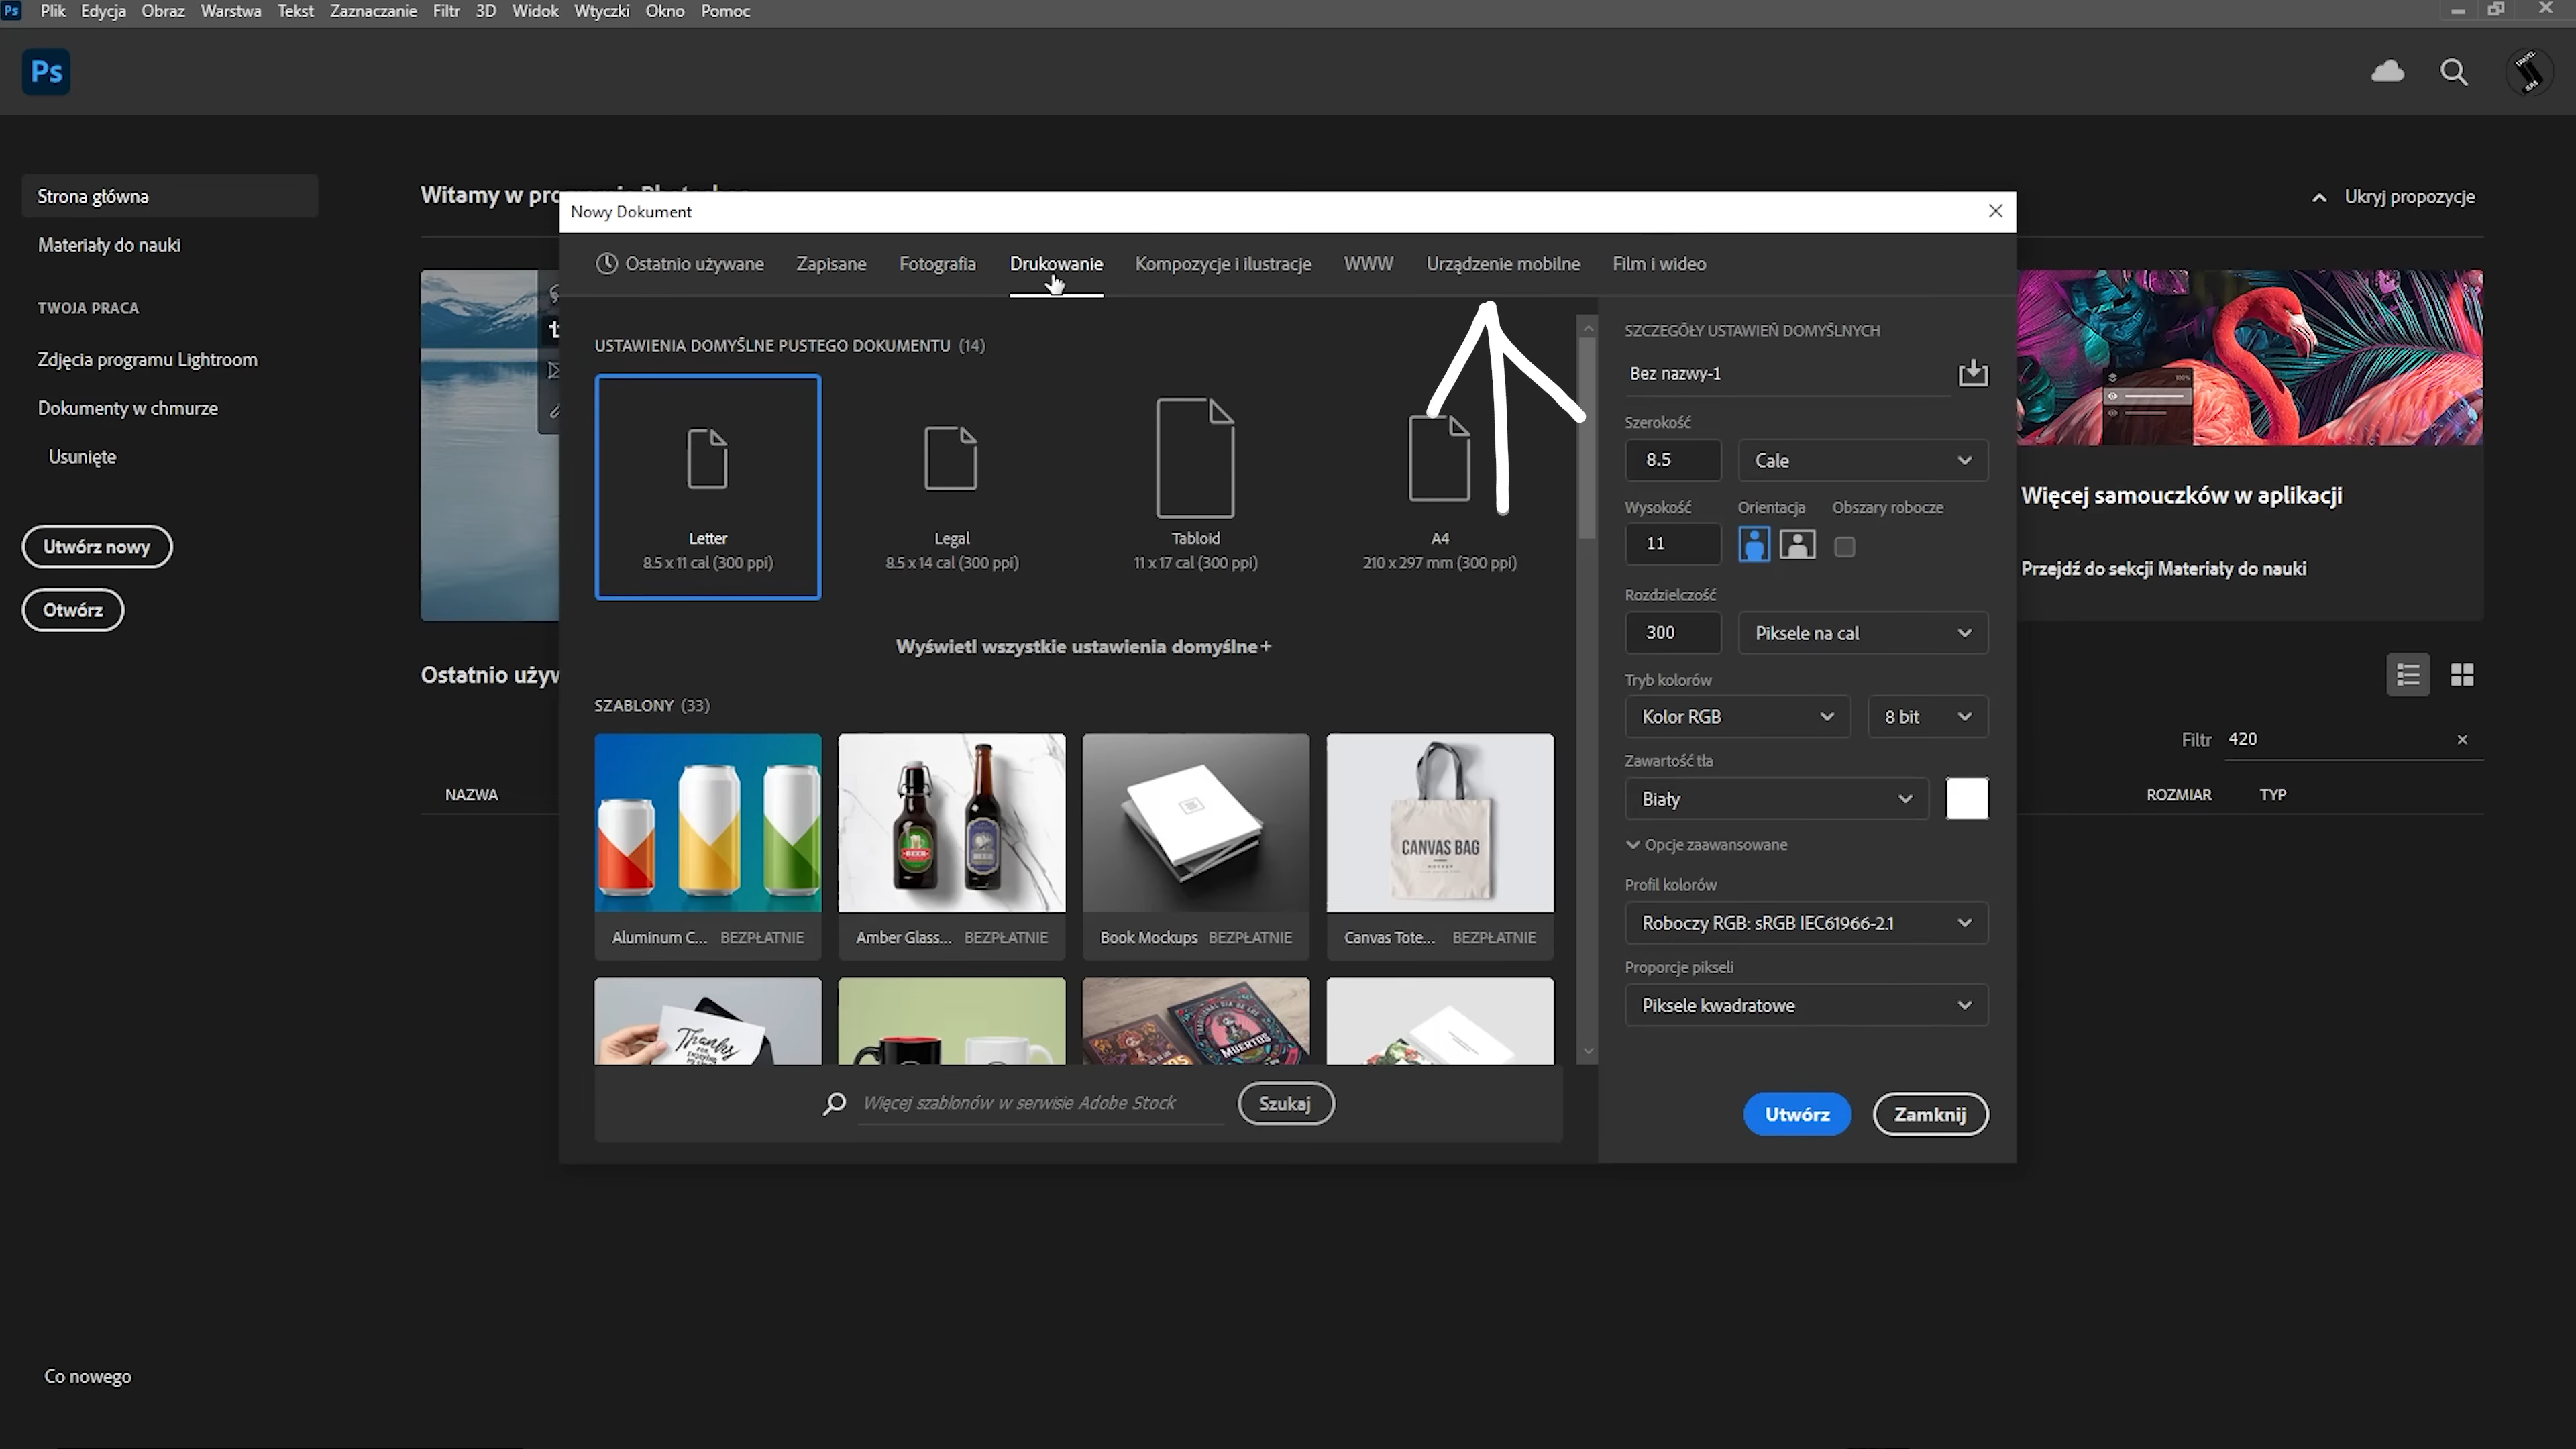 Ps Plik Edycja Obraz Warstwa Tekst Zaznaczanie Filtr 3D Widok Wtyczki Okno Pomoc
Ps
Strona główna
Materiały do nauki
TWOJA PRACA
Zdjęcia programu Lightroom
Dokumenty w chmurze
Usunięte
Utwórz nowy
Otwórz
Co nowego
Witamy w
Ukryj propozycje
Nowy Dokument
Ostatnio używane Zapisane Fotografia Drukowanie Kompozycje i ilustracje WWW Urządzenie mobilne Film i wideo
USTAWIENIA DOMYŚLNE PUSTEGO DOKUMENTU (14)
Letter
8.5 x 11 cal (300 ppi)
Legal
8.5 x 14 cal (300 ppi)
Tabloid
11 x 17 cal (300 ppi)
A4
210 x 297 mm (300 ppi)
Wyświetl wszystkie ustawienia domyślne+
SZABLONY (33)
BEER
CANVAS BAG
MOCKUP
Aluminum C... BEZPŁATNIE
Amber Glass... BEZPŁATNIE
Book Mockups BEZPŁATNIE
Canvas Tote... BEZPŁATNIE
Thanks
FOR
MUERTOS
Więcej szablonów w serwisie Adobe Stock
Szukaj
SZCZEGÓŁY USTAWIEŃ DOMYŚLNYCH
Bez nazwy-1
Szerokość
8.5 Cale
Wysokość Orientacja Obszary robocze
11
Rozdzielczość
300 Piksele na cal
Tryb kolorów
Kolor RGB 8 bit
Zawartość tła
Biały
Opcje zaawansowane
Profil kolorów
Roboczy RGB: sRGB IEC61966-2.1
Proporcje pikseli
Piksele kwadratowe
Utwórz Zamknij
100%
Więcej samouczków w aplikacji
Przejdź do sekcji Materiały do nauki
Ostatnio
Filtr 420
NAZWA
ROZMIAR TYP